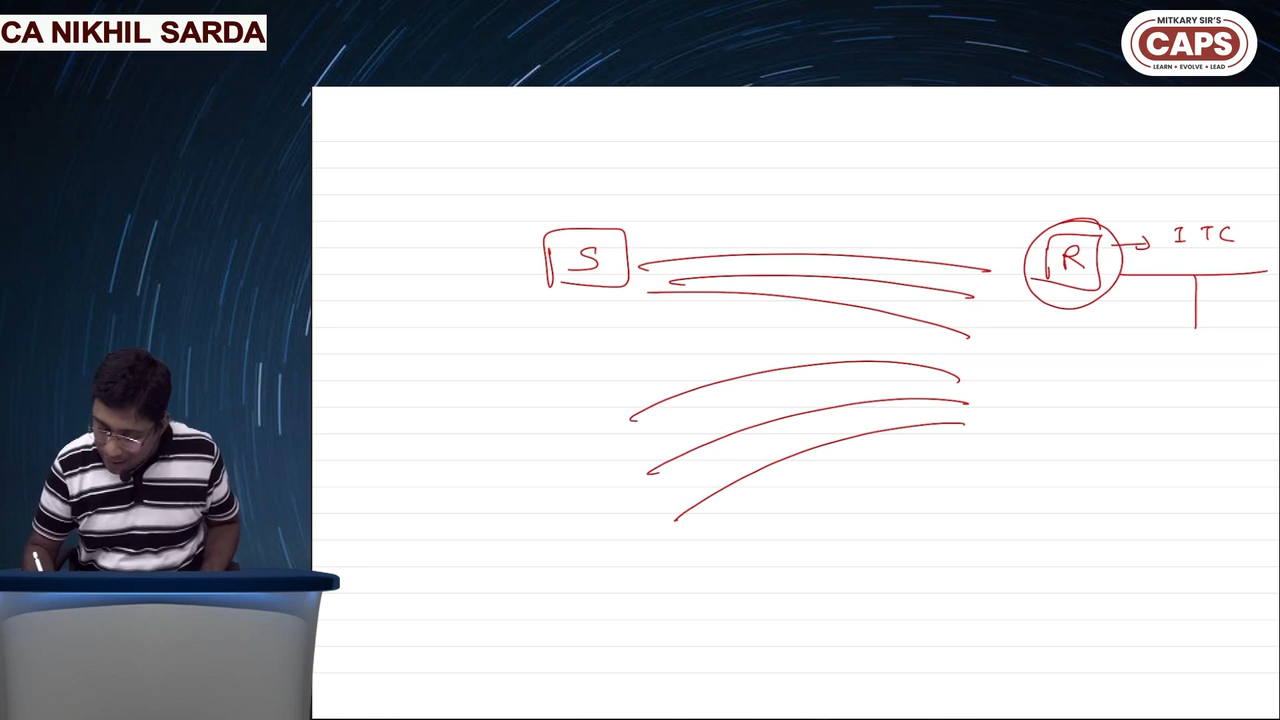 CA NIKHIL SARDA
MITKARY SIR'S
CAPS
LEARN • EVOLVE • LEAD
S
R
ITC